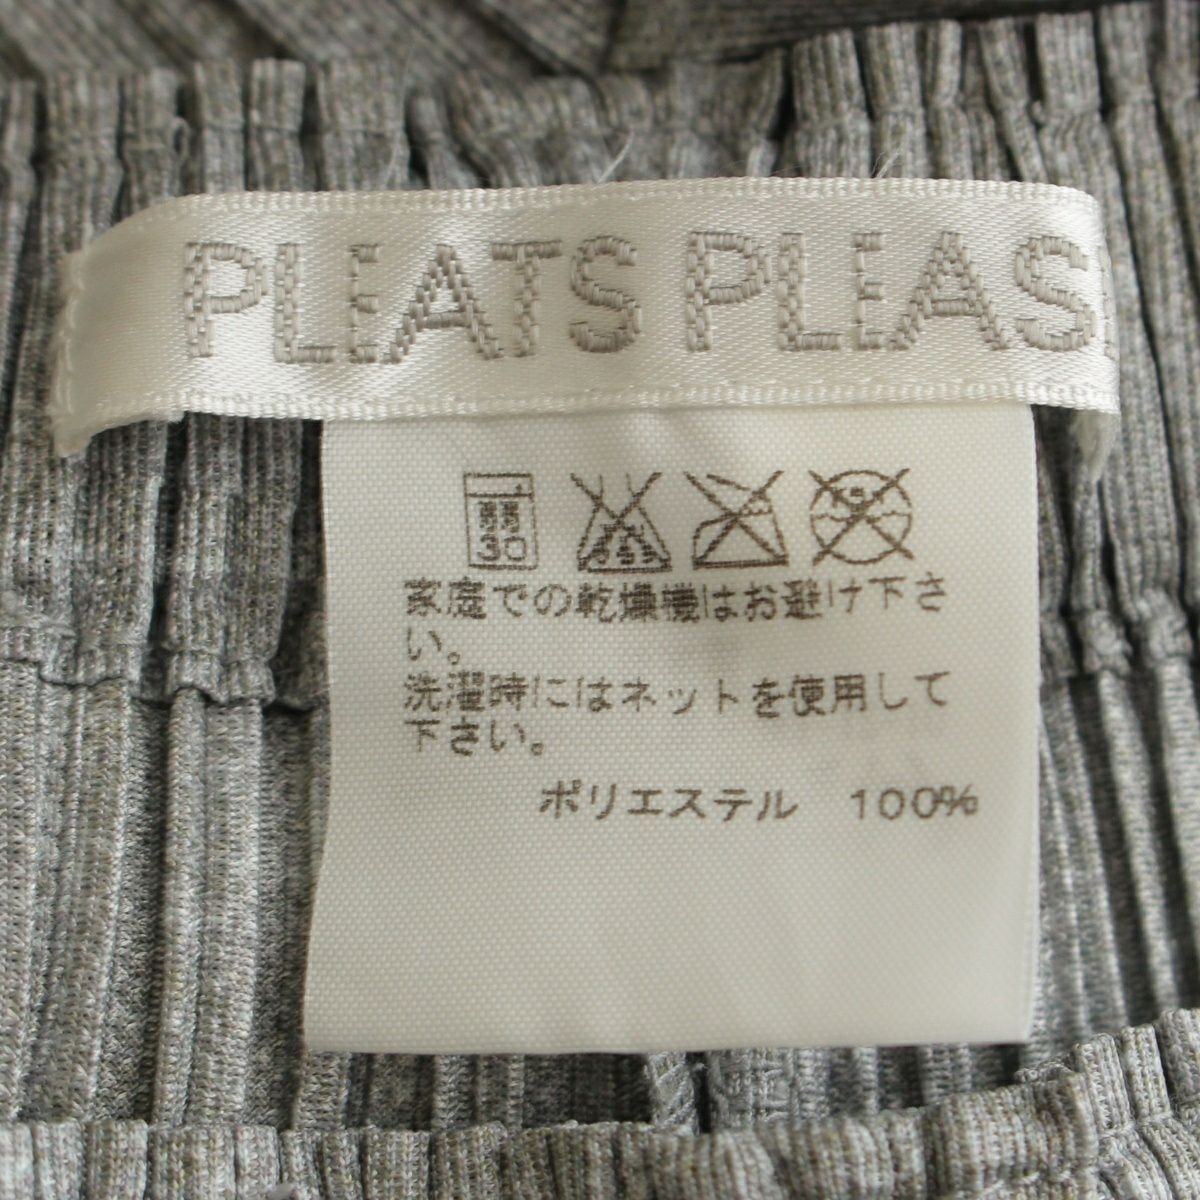 PLEATS PLEAS
弱
30
家庭での乾燥機はお避け下さ
い。
洗濯時にはネットを使用して
下さい。
ポリエステル 100%